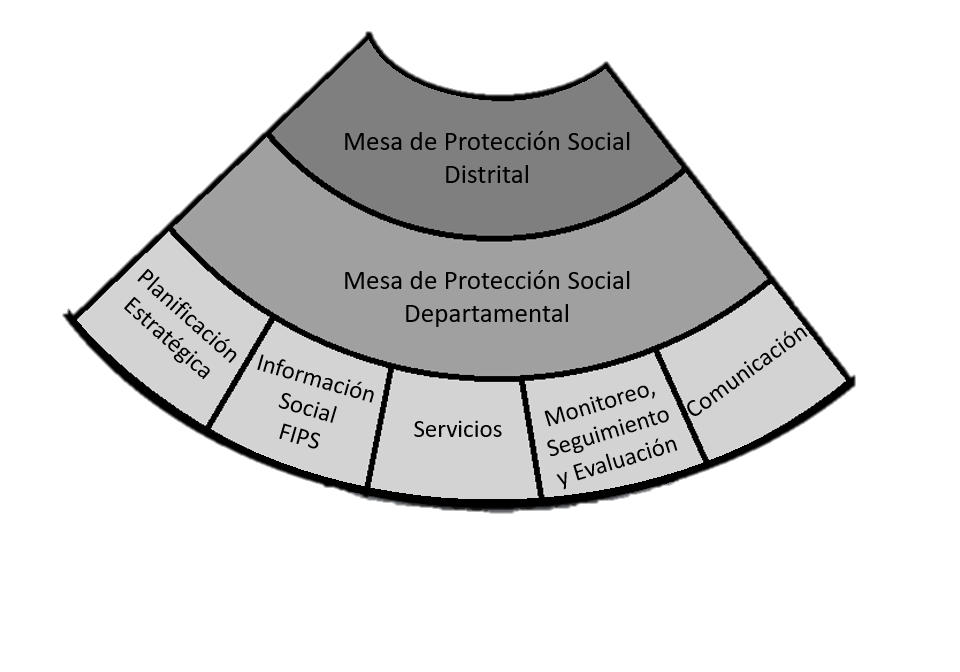 Mesa de Protección Social
Distrital
Mesa de Protección Social
Departamental
Planificación
Estratégica
Información
Social
FIPS
Servicios
Monitoreo,
Seguimiento
y Evaluación
Comunicación